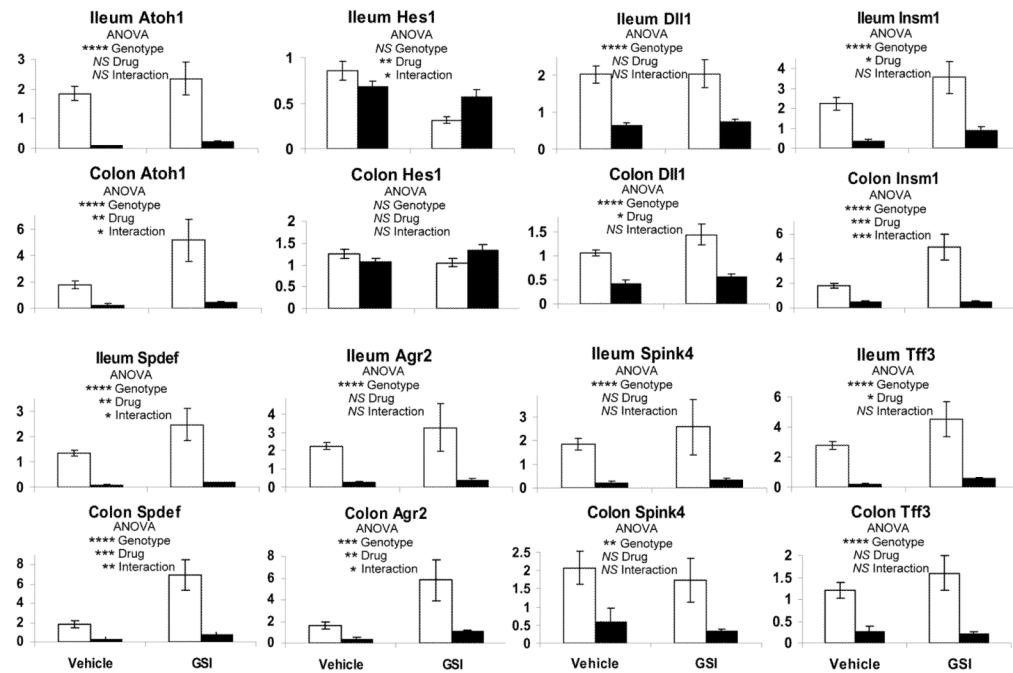 Ileum Atoh1
ANOVA
**** Genotype
NS Drug
NS Interaction
3
2
1
0
Ileum Hes1
ANOVA
NS Genotype
** Drug
* Interaction
1
0.5
0
Ileum Dll1
ANOVA
**** Genotype
NS Drug
NS Interaction
2
1
0
Ileum Insm1
ANOVA
**** Genotype
* Drug
NS Interaction
4
3
2
1
0
Colon Atoh1
ANOVA
**** Genotype
** Drug
* Interaction
6
4
2
0
Colon Hes1
ANOVA
NS Genotype
NS Drug
NS Interaction
2
1.5
1
0.5
0
Colon Dll1
ANOVA
**** Genotype
* Drug
NS Interaction
1.5
1
0.5
0
Colon Insm1
ANOVA
**** Genotype
*** Drug
*** Interaction
6
4
2
0
Ileum Spdef
ANOVA
**** Genotype
** Drug
* Interaction
3
2
1
0
Ileum Agr2
ANOVA
**** Genotype
NS Drug
NS Interaction
4
3
2
1
0
Ileum Spink4
ANOVA
**** Genotype
NS Drug
NS Interaction
3
2
1
0
Ileum Tff3
ANOVA
**** Genotype
* Drug
NS Interaction
6
4
2
0
Colon Spdef
ANOVA
**** Genotype
*** Drug
** Interaction
8
6
4
2
0
Vehicle GSI
Colon Agr2
ANOVA
*** Genotype
** Drug
* Interaction
8
6
4
2
0
Vehicle GSI
Colon Spink4
ANOVA
** Genotype
NS Drug
NS Interaction
2.5
2
1.5
1
0.5
0
Vehicle GSI
Colon Tff3
ANOVA
**** Genotype
NS Drug
NS Interaction
2
1.5
1
0.5
0
Vehicle GSI